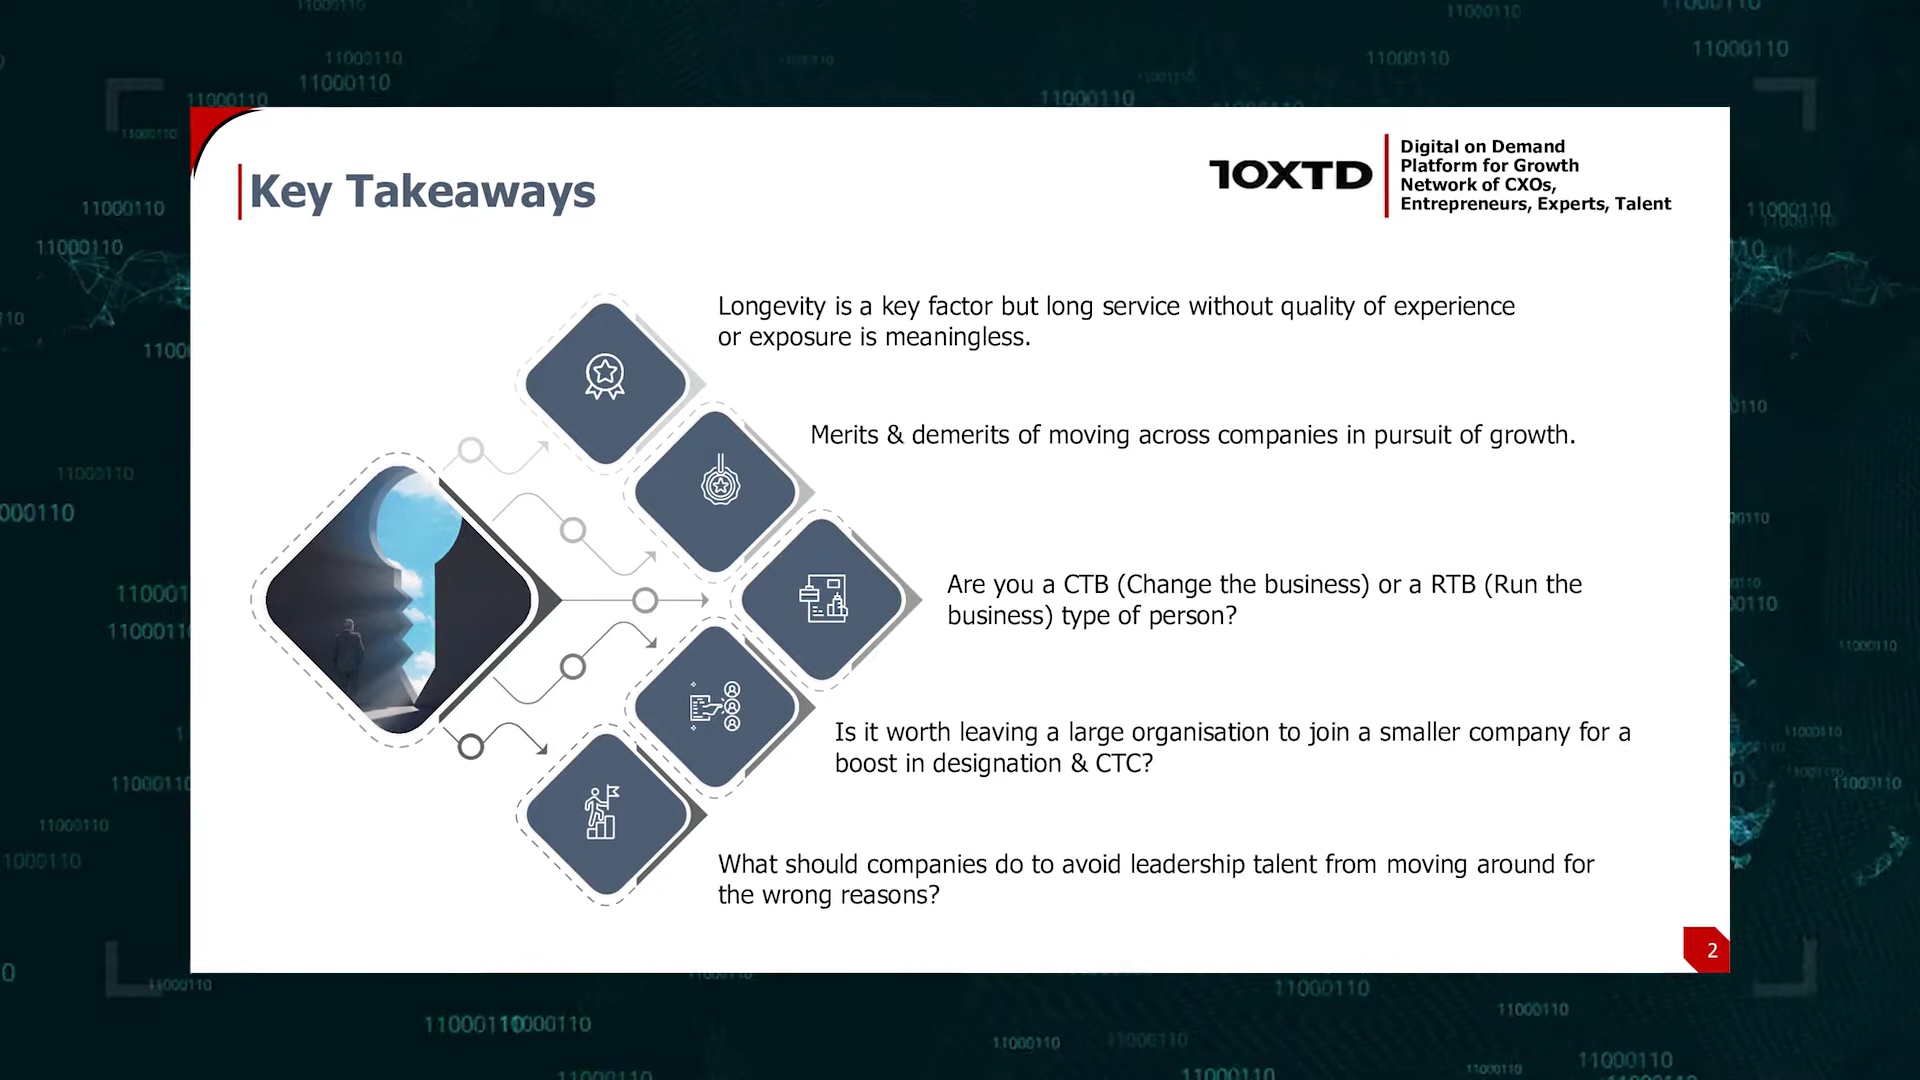 Key Takeaways
10XTD
Digital on Demand
Platform for Growth
Network of CXOs,
Entrepreneurs, Experts, Talent
Longevity is a key factor but long service without quality of experience
or exposure is meaningless.
Merits & demerits of moving across companies in pursuit of growth.
Are you a CTB (Change the business) or a RTB (Run the
business) type of person?
Is it worth leaving a large organisation to join a smaller company for a
boost in designation & CTC?
What should companies do to avoid leadership talent from moving around for
the wrong reasons?
2